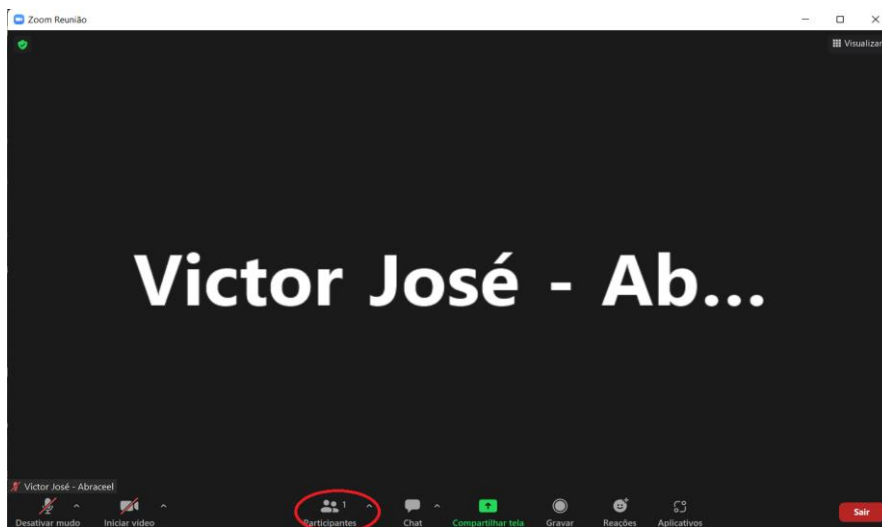 Zoom Reunião
Visualizar
Victor José - Ab...
Victor José - Abraceel
Desativar mudo
Iniciar vídeo
1
Participantes
Chat
Compartilhar tela
Gravar
Reações
Aplicativos
Sair